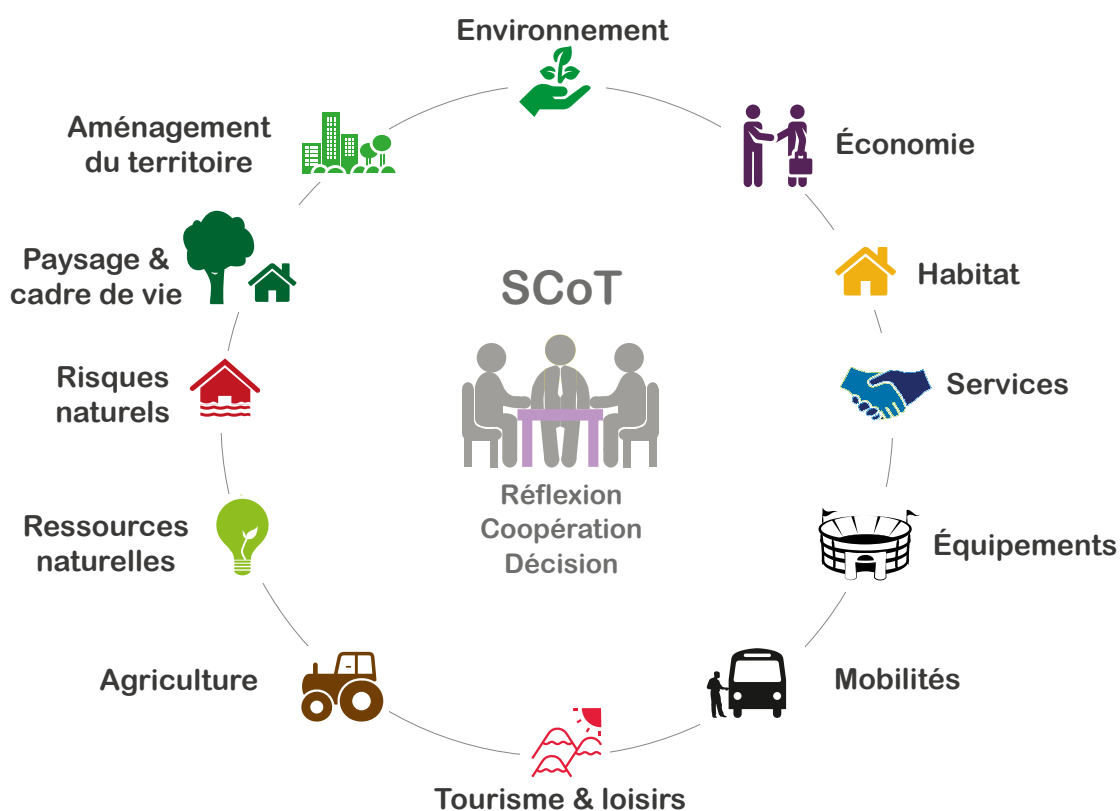 Environnement
Aménagement
du territoire
Économie
Paysage &
cadre de vie
SCoT
Habitat
Risques
naturels
Services
Réflexion
Coopération
Décision
Ressources
naturelles
Équipements
Agriculture
Mobilités
Tourisme & loisirs